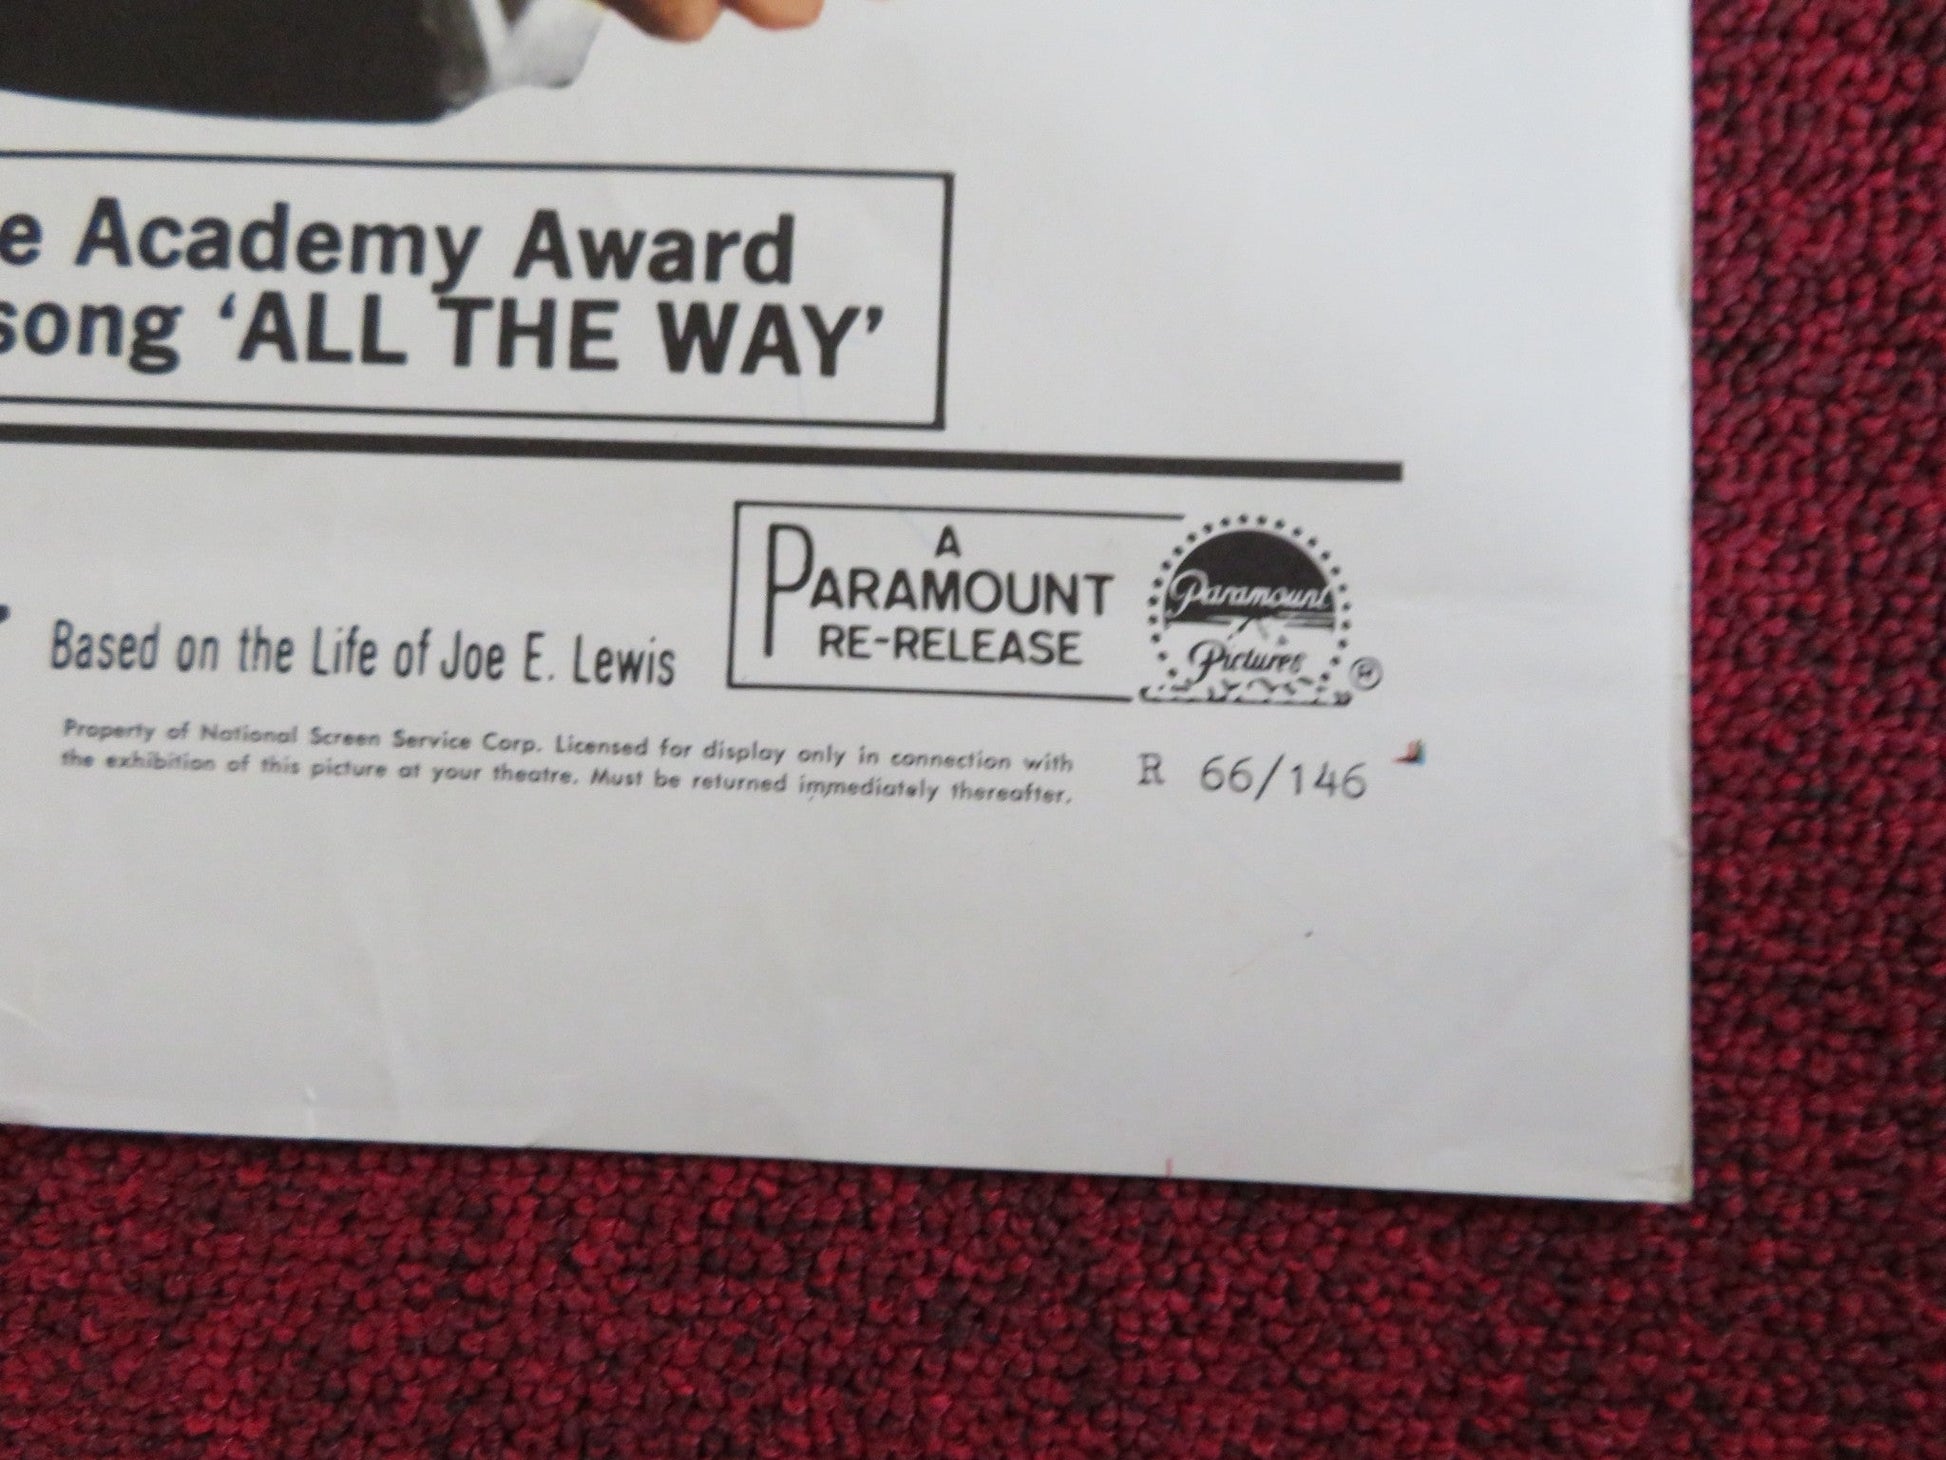 e Academy Award
song ‘ALL THE WAY’
A
PARAMOUNT
RE-RELEASE
Paramount
Pictures
®
Based on the Life of Joe E. Lewis
Property of National Screen Service Corp. Licensed for display only in connection with
the exhibition of this picture at your theatre. Must be returned immediately thereafter.
R 66/146